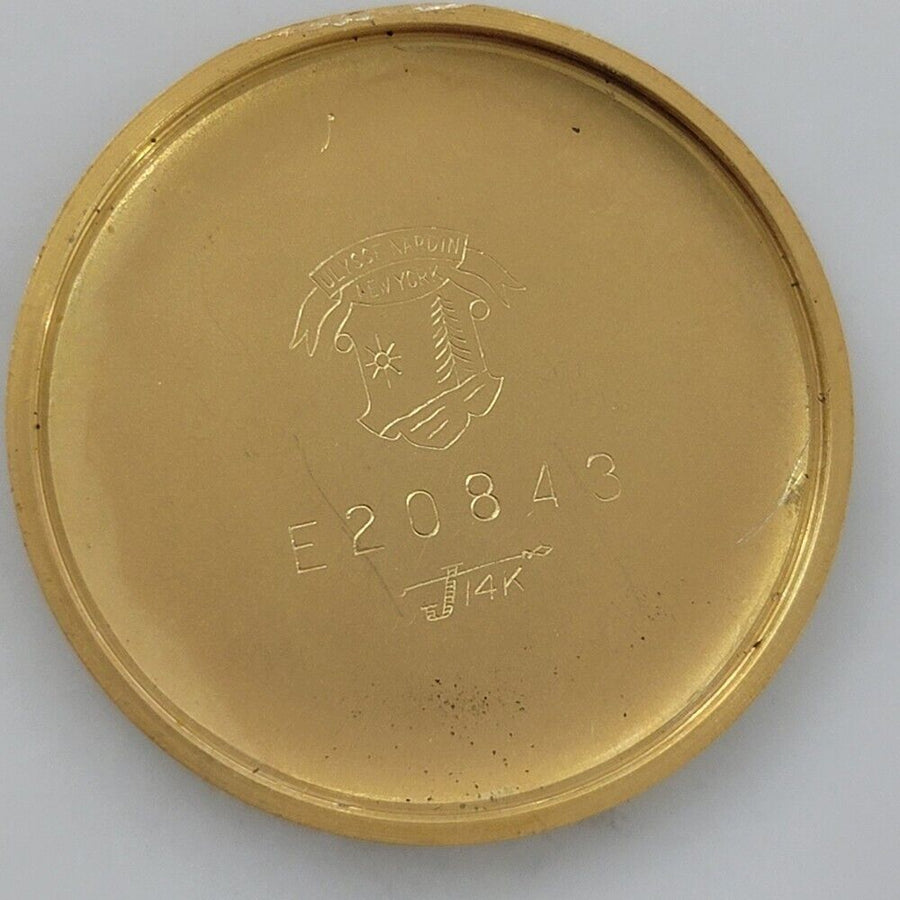 ULYSSE NARDIN
NEW YORK
E20843
J 14K